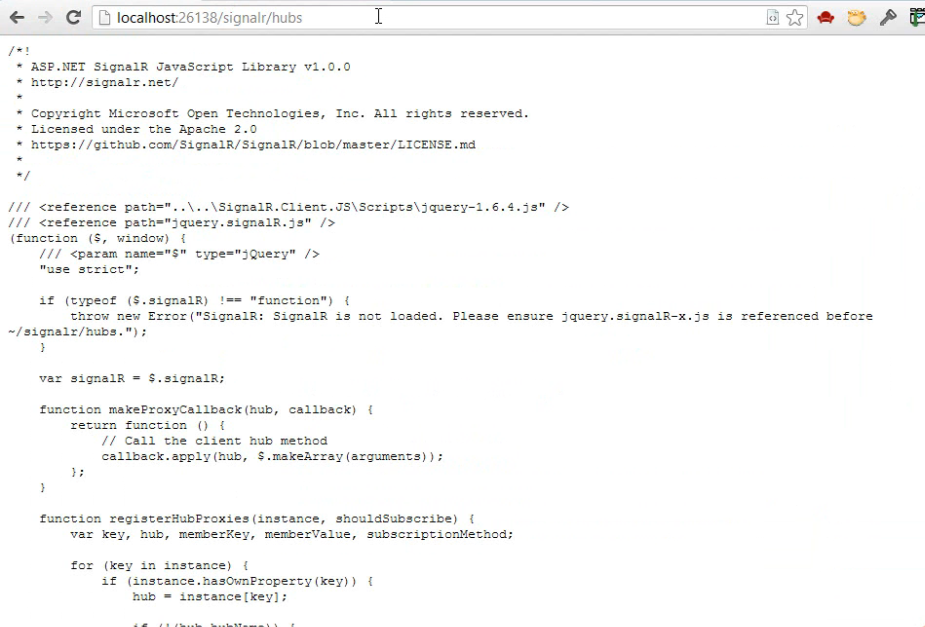 localhost:26138/signalr/hubs
/*!
 * ASP.NET SignalR JavaScript Library v1.0.0
 * http://signalr.net/
 *
 * Copyright Microsoft Open Technologies, Inc. All rights reserved.
 * Licensed under the Apache 2.0
 * https://github.com/SignalR/SignalR/blob/master/LICENSE.md
 *
 */
/// <reference path="..\..\SignalR.Client.JS\Scripts\jquery-1.6.4.js" />
/// <reference path="jquery.signalR.js" />
(function ($, window) {
    /// <param name="$" type="jQuery" />
    "use strict";
    if (typeof ($.signalR) !== "function") {
        throw new Error("SignalR: SignalR is not loaded. Please ensure jquery.signalR-x.js is referenced before
~/signalr/hubs.");
    }
    var signalR = $.signalR;
    function makeProxyCallback(hub, callback) {
        return function () {
            // Call the client hub method
            callback.apply(hub, $.makeArray(arguments));
        };
    }
    function registerHubProxies(instance, shouldSubscribe) {
        var key, hub, memberKey, memberValue, subscriptionMethod;
        for (key in instance) {
            if (instance.hasOwnProperty(key)) {
                hub = instance[key];